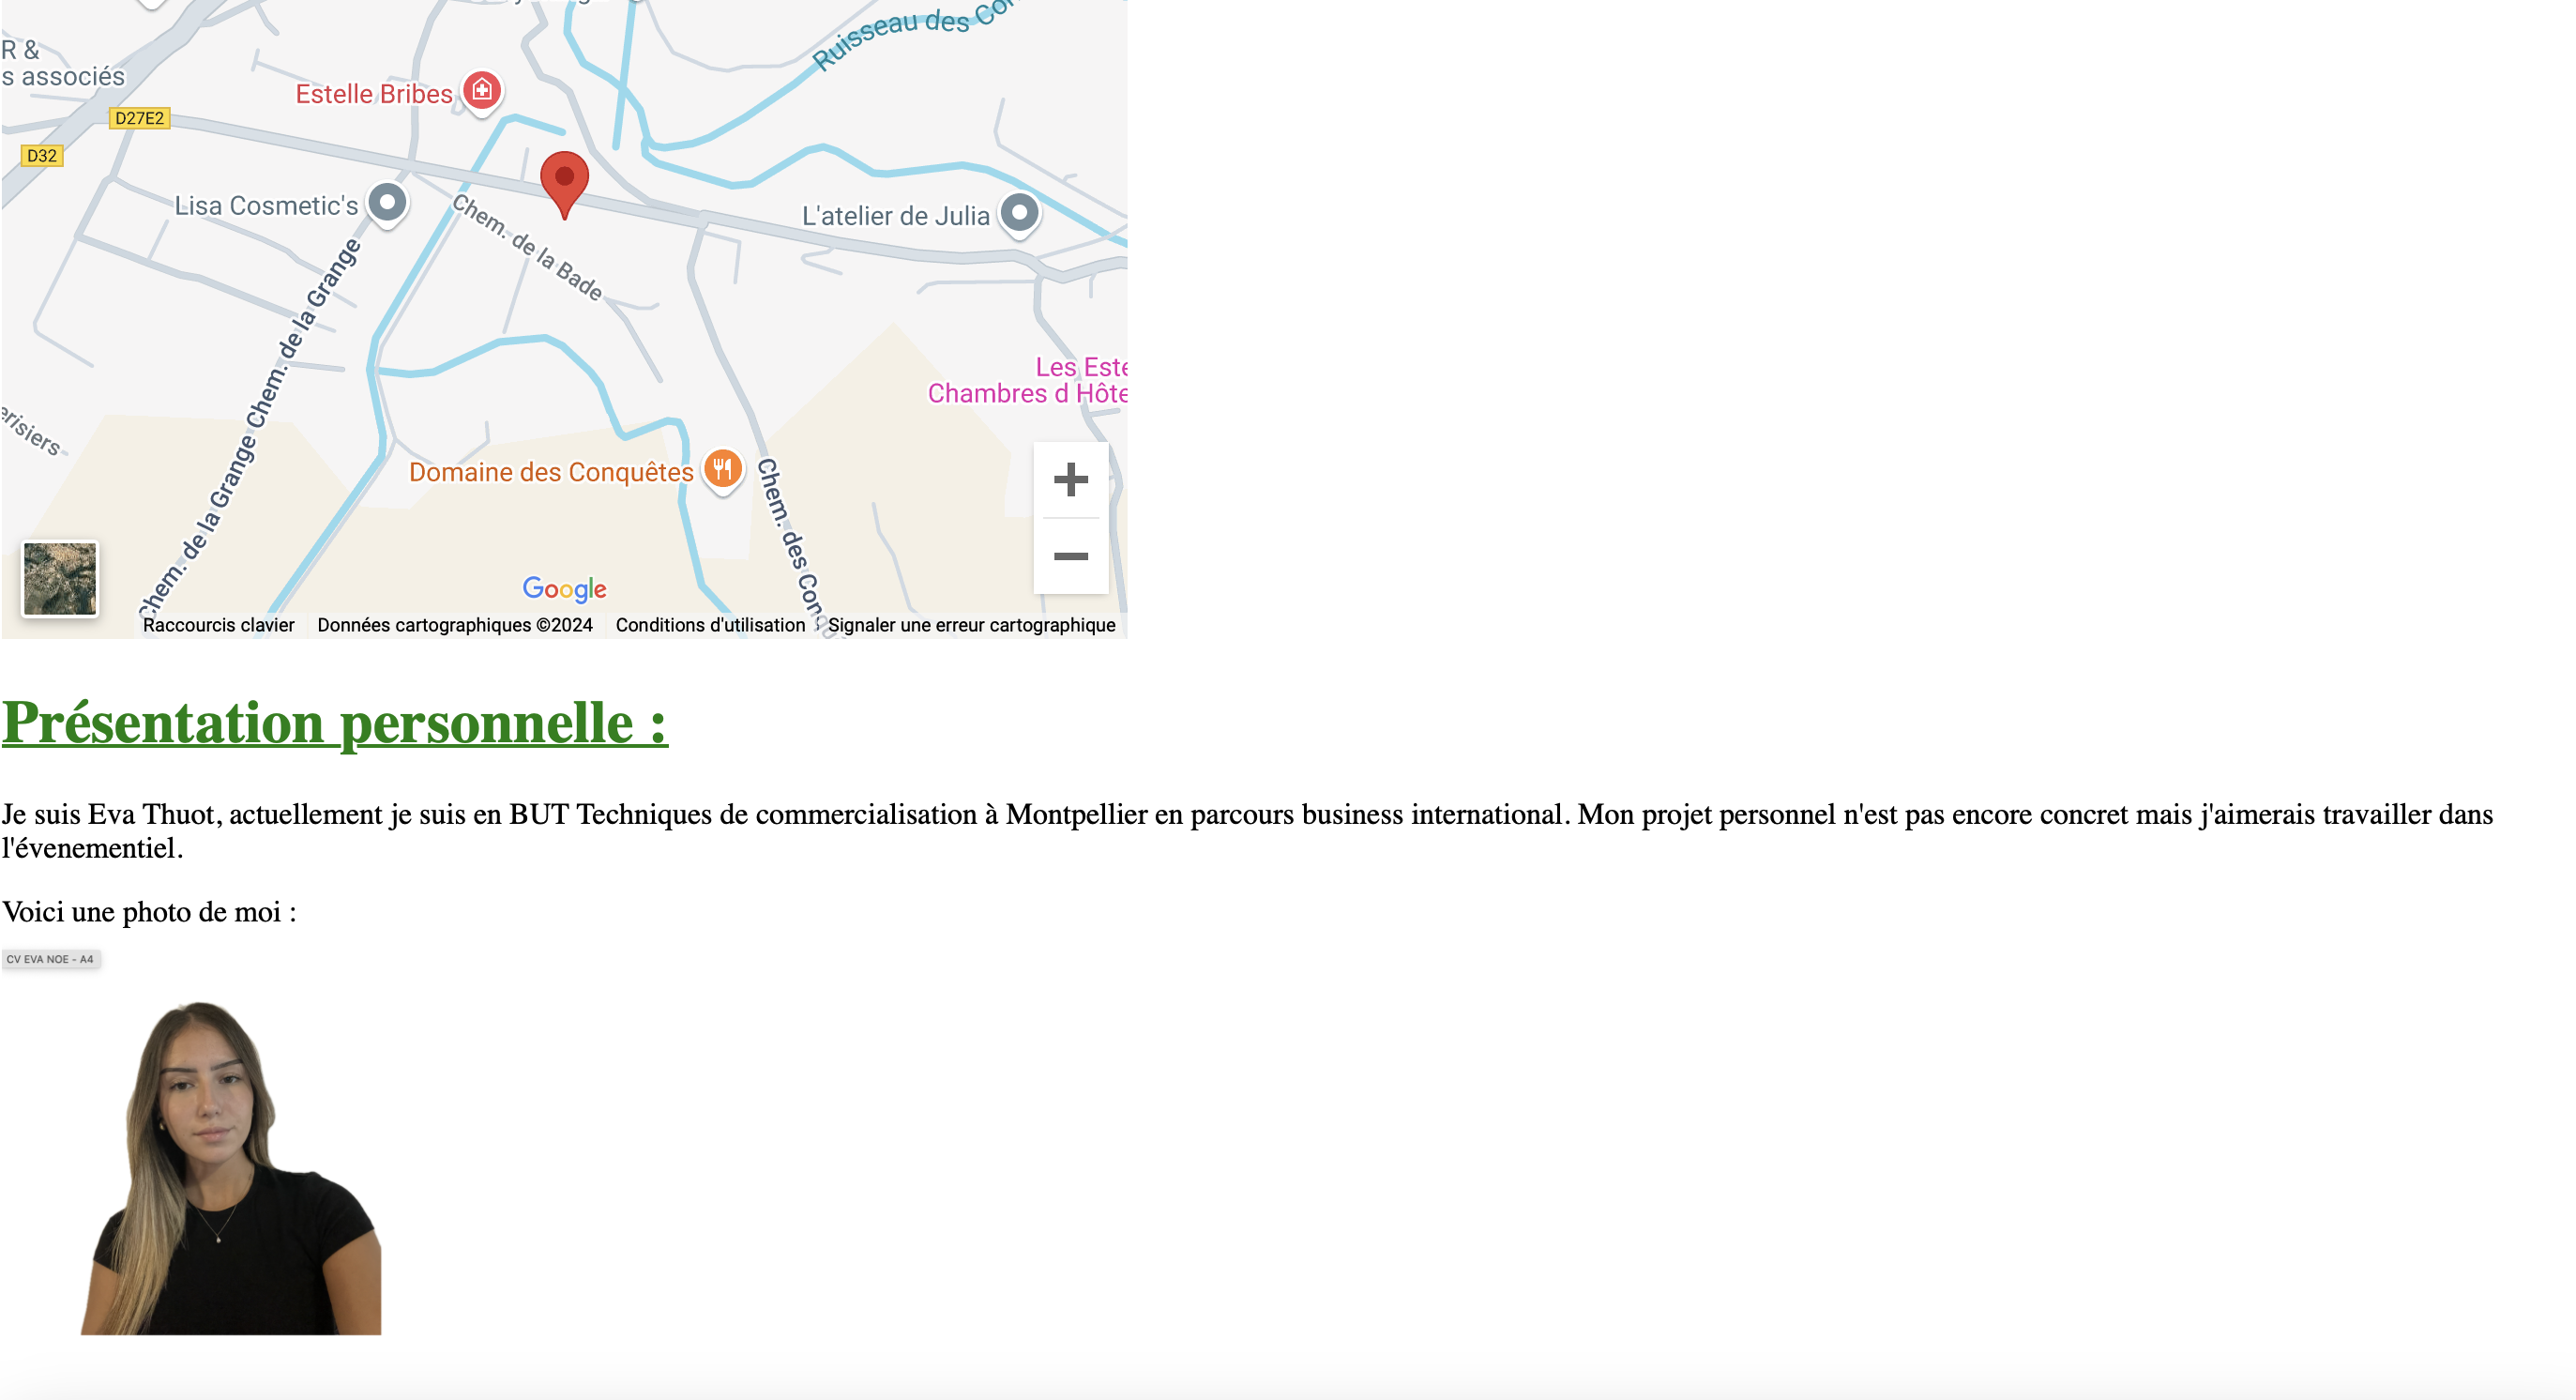 Ruisseau des Con
R &
s associés
Estelle Bribes
D27E2
D32
Lisa Cosmetic's
Chem. de la Bade
L'atelier de Julia
Chem. de la Grange
Chem. de la Grange
Les Este
Chambres d Hôte
erisiers
Domaine des Conquêtes
Chem. des Conqu
Google
Raccourcis clavier
Données cartographiques ©2024
Conditions d'utilisation
Signaler une erreur cartographique
Présentation personnelle :
Je suis Eva Thuot, actuellement je suis en BUT Techniques de commercialisation à Montpellier en parcours business international. Mon projet personnel n'est pas encore concret mais j'aimerais travailler dans
l'évenementiel.
Voici une photo de moi :
CV EVA NOE - A4